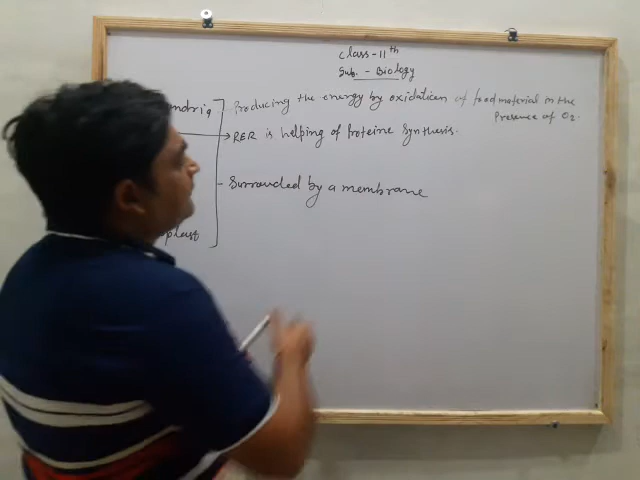 Class-11th
Sub. - Biology
ndria Producing the energy by oxidation of food material in the
Presence of O2.
RER is helping of Proteine Synthesis.
- Surrounded by a membrane
plast